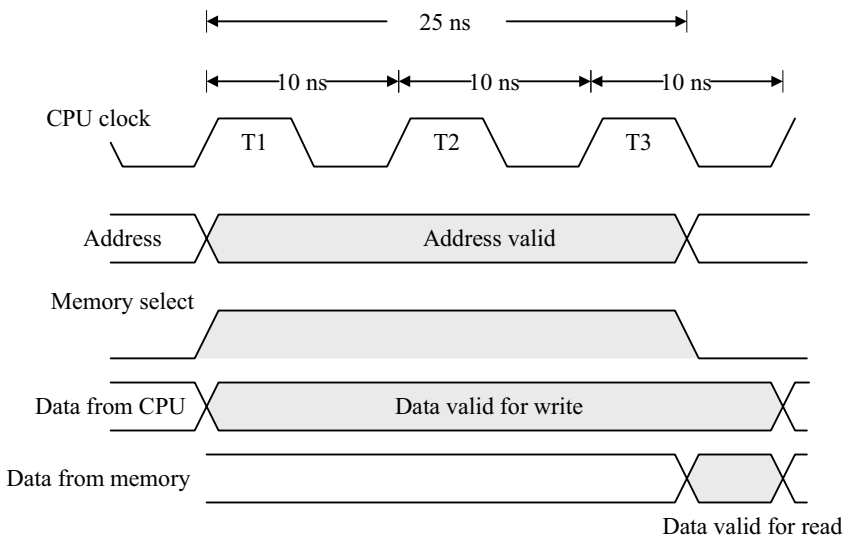 25 ns
10 ns 10 ns 10 ns
CPU clock
T1 T2 T3
Address Address valid
Memory select
Data from CPU Data valid for write
Data from memory
Data valid for read